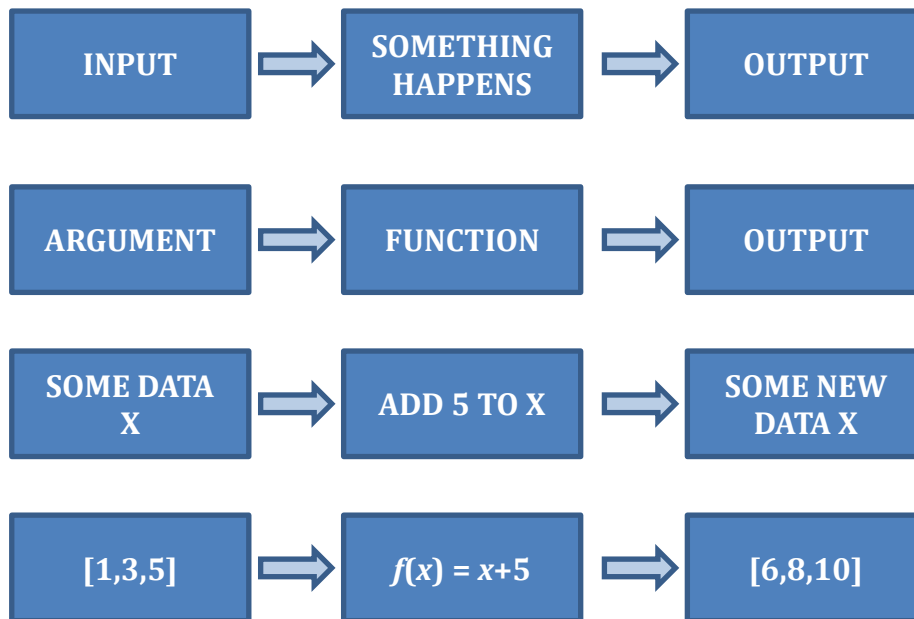 INPUT
SOMETHING
HAPPENS
OUTPUT
ARGUMENT
FUNCTION
OUTPUT
SOME DATA
X
ADD 5 TO X
SOME NEW
DATA X
[1,3,5]
f(x) = x+5
[6,8,10]